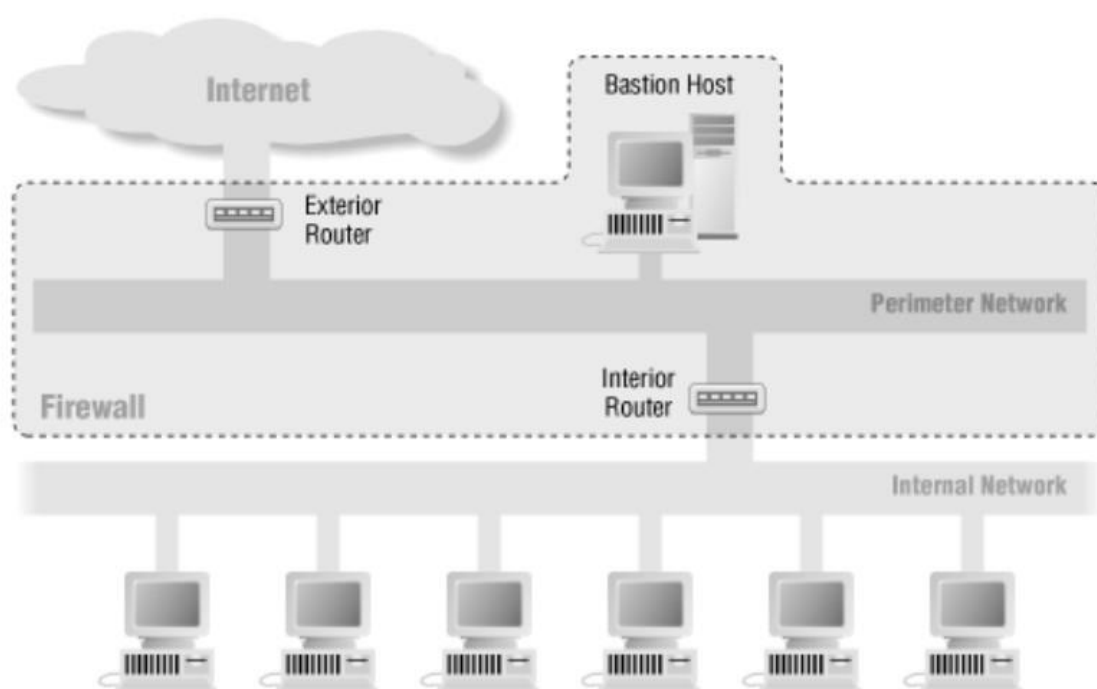 Internet
Bastion Host
Exterior
Router
Perimeter Network
Interior
Router
Firewall
Internal Network